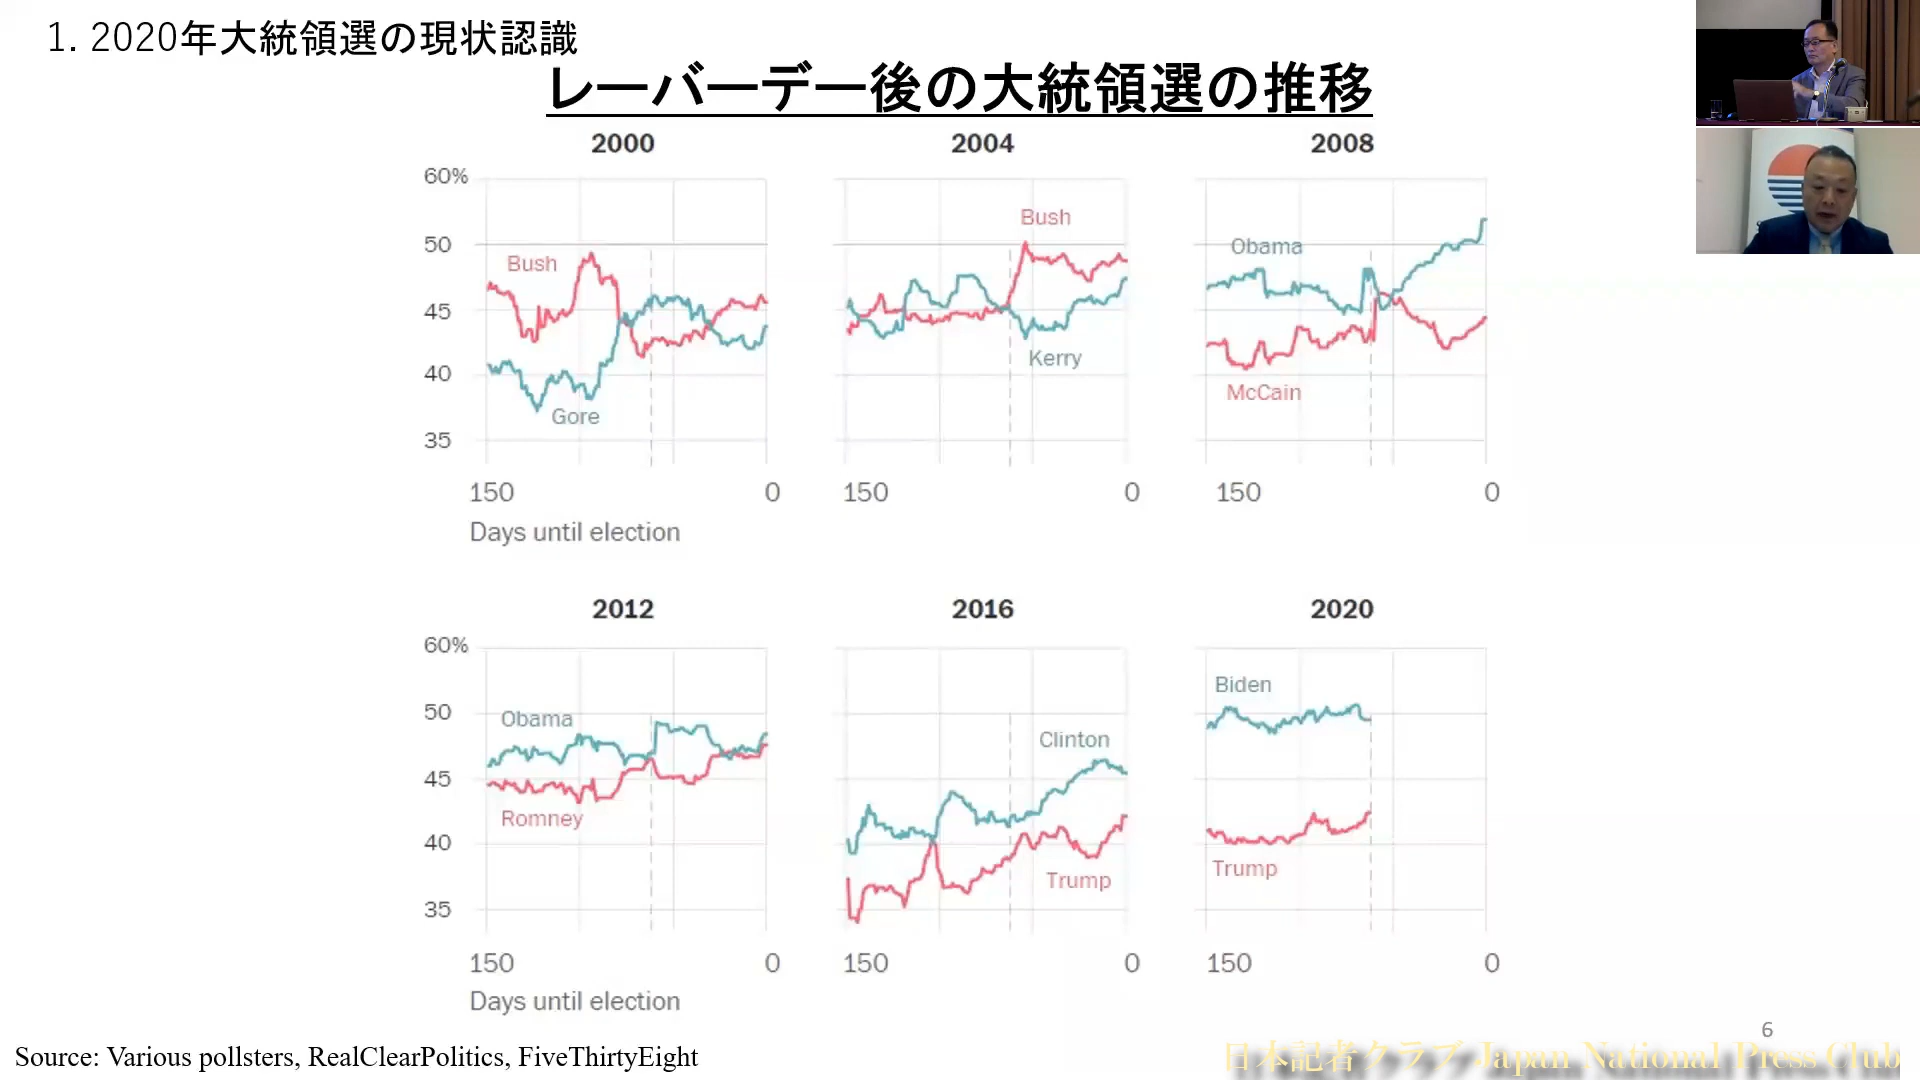 1. 2020年大統領選の現状認識
レーバーデー後の大統領選の推移
2000
2004
2008
60%
50
45
40
35
Bush
Gore
Bush
Kerry
Obama
McCain
150
0
150
0
150
0
Days until election
2012
2016
2020
60%
50
45
40
35
Obama
Romney
Clinton
Trump
Biden
Trump
150
0
150
0
150
0
Days until election
6
Source: Various pollsters, RealClearPolitics, FiveThirtyEight
日本記者クラブ Japan National Press Club